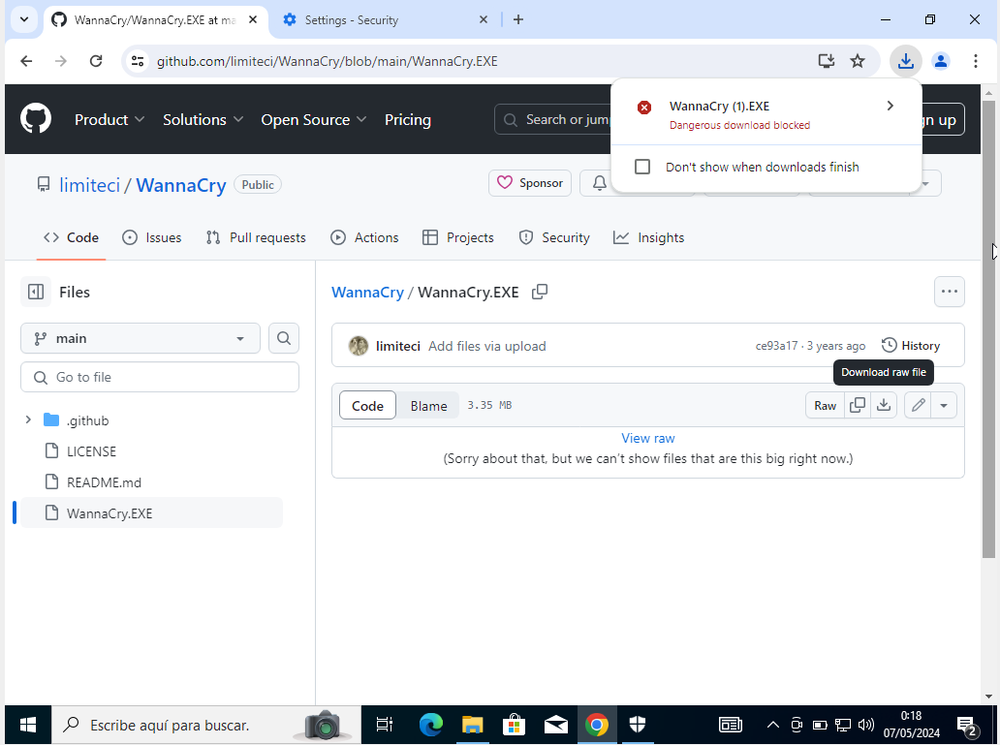 WannaCry/WannaCry.EXE at ma
Settings - Security
github.com/limiteci/WannaCry/blob/main/WannaCry.EXE
WannaCry (1).EXE
Dangerous download blocked
Don't show when downloads finish
Product
Solutions
Open Source
Pricing
Search or jum
gn up
limiteci / WannaCry Public
Sponsor
Code
Issues
Pull requests
Actions
Projects
Security
Insights
Files
main
Go to file
.github
LICENSE
README.md
WannaCry.EXE
WannaCry / WannaCry.EXE
limiteci Add files via upload
ce93a17 · 3 years ago
History
Download raw file
Code Blame 3.35 MB
Raw
View raw
(Sorry about that, but we can't show files that are this big right now.)
Escribe aquí para buscar.
0:18
07/05/2024
2